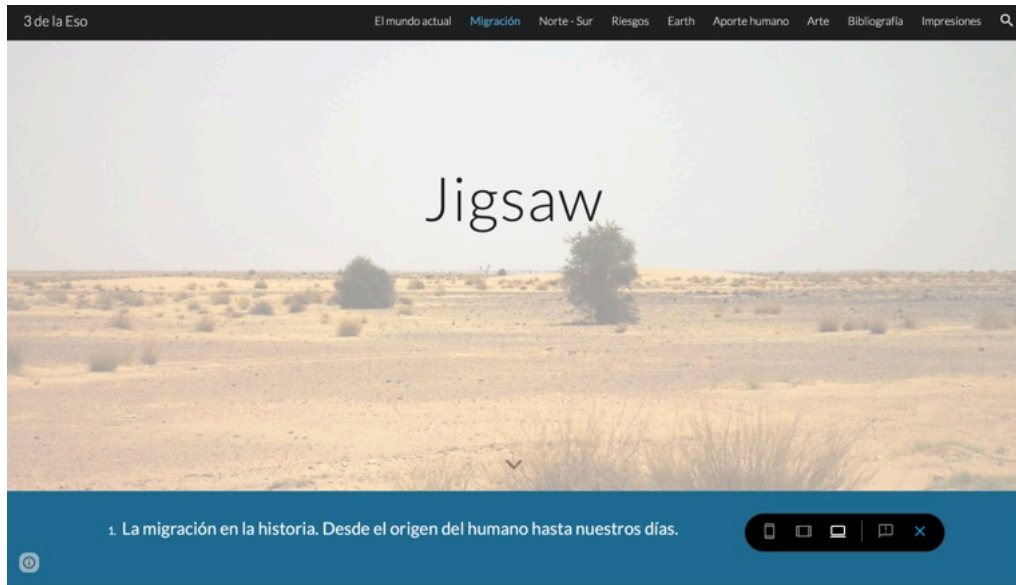 3 de la Eso El mundo actual Migración Norte - Sur Riesgos Earth Aporte humano Arte Bibliografía Impresiones
Jigsaw
1. La migración en la historia. Desde el origen del humano hasta nuestros días.